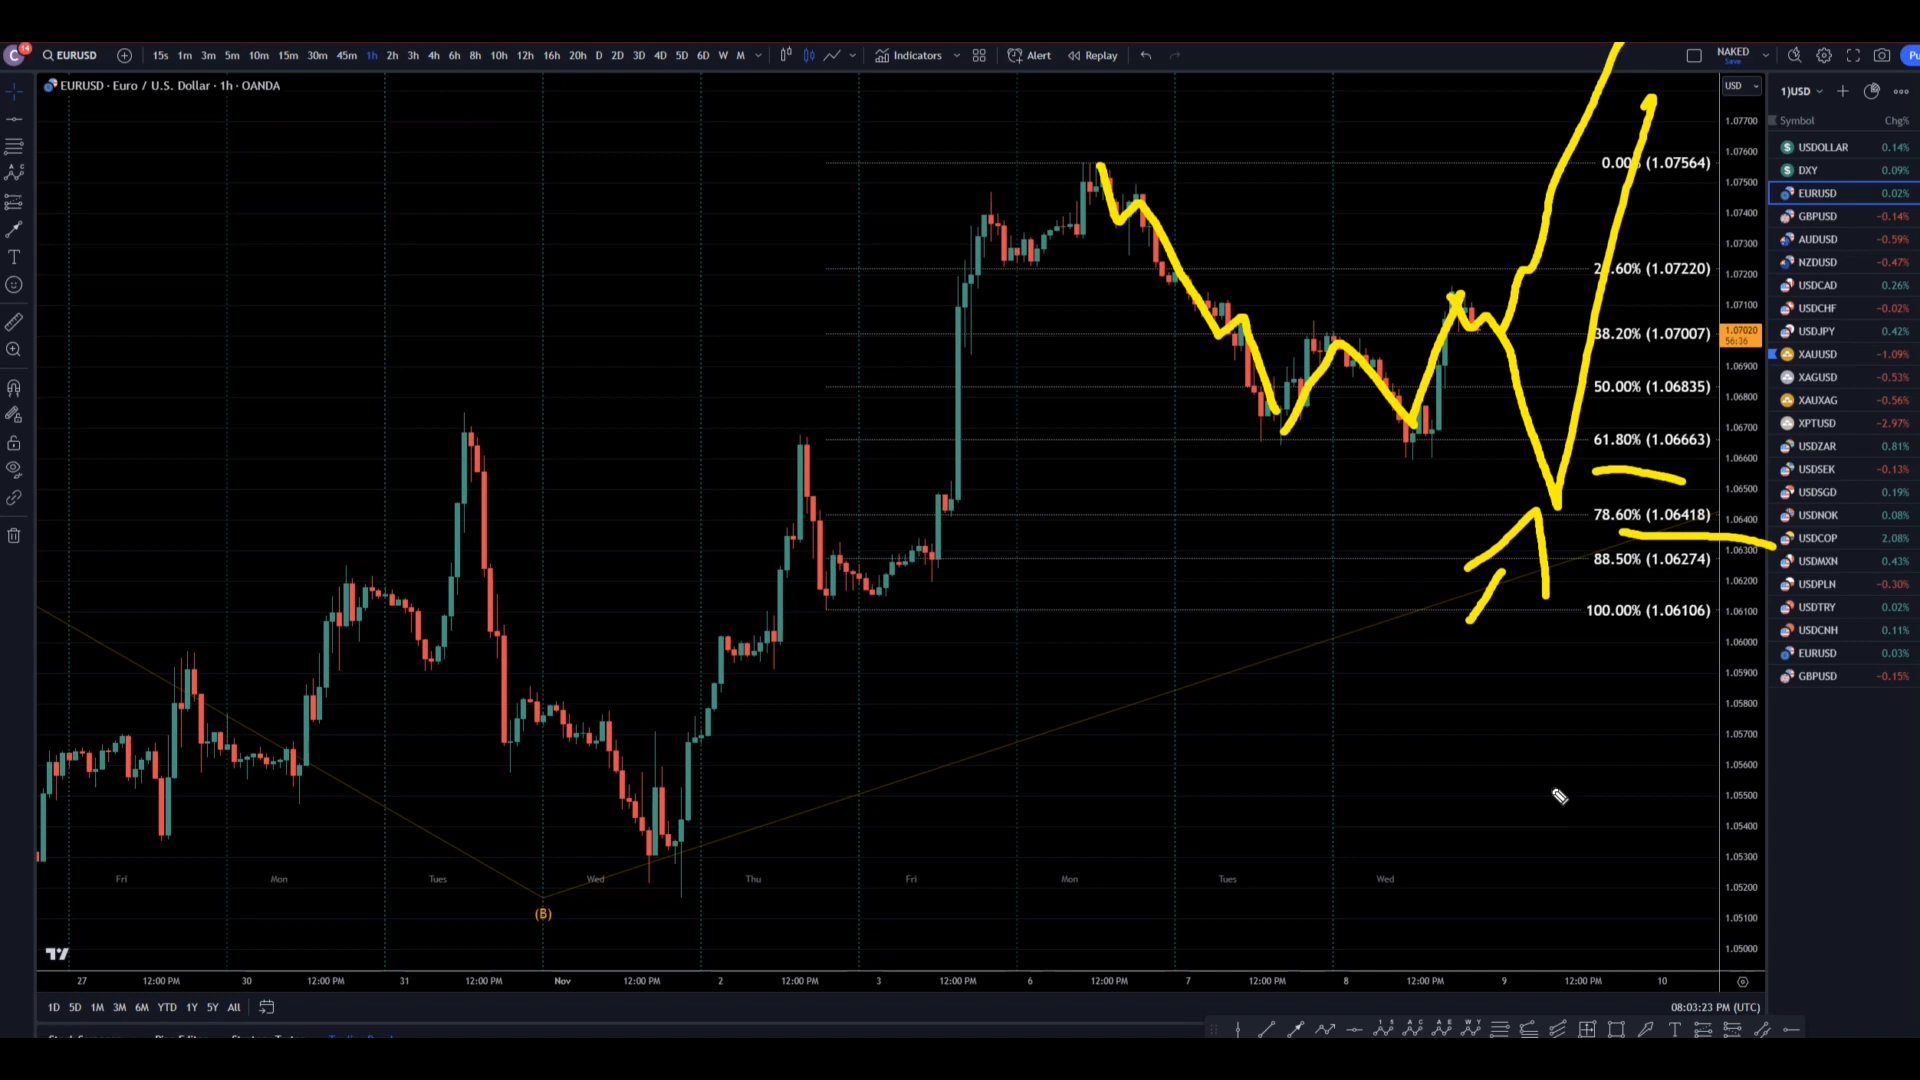 C 14 EURUSD 15s 1m 3m 5m 10m 15m 30m 45m 1h 2h 3h 4h 6h 8h 10h 12h 16h 20h D 2D 3D 4D 5D 6D W M Indicators Alert Replay NAKED Save
EURUSD · Euro / U.S. Dollar · 1h · OANDA
USD
1)USD
Symbol Chg%
USDOLLAR 0.14%
DXY 0.09%
EURUSD 0.02%
GBPUSD −0.14%
AUDUSD −0.59%
NZDUSD −0.47%
USDCAD 0.26%
USDCHF −0.02%
USDJPY 0.42%
XAUUSD −1.09%
XAGUSD −0.53%
XAUXAG −0.56%
XPTUSD −2.97%
USDZAR 0.81%
USDSEK −0.13%
USDSGD 0.19%
USDNOK 0.08%
USDCOP 2.08%
USDMXN 0.43%
USDPLN −0.30%
USDTRY 0.02%
USDCNH 0.11%
EURUSD 0.03%
GBPUSD −0.15%
0.00% (1.07564)
(1.07220)
38.20% (1.07007)
50.00% (1.06835)
61.80% (1.06663)
78.60% (1.06418)
88.50% (1.06274)
100.00% (1.06106)
1.07700
1.07600
1.07500
1.07400
1.07300
1.07200
1.07100
1.07020
56:36
1.06900
1.06800
1.06700
1.06600
1.06500
1.06400
1.06300
1.06200
1.06100
1.06000
1.05900
1.05800
1.05700
1.05600
1.05500
1.05400
1.05300
1.05200
1.05100
1.05000
Fri Mon Tues Wed Thu Fri Mon Tues Wed
(B)
27 12:00 PM 30 12:00 PM 31 12:00 PM Nov 12:00 PM 2 12:00 PM 3 12:00 PM 6 12:00 PM 7 12:00 PM 8 12:00 PM 9 12:00 PM 10
1D 5D 1M 3M 6M YTD 1Y 5Y All 08:03:23 PM (UTC)